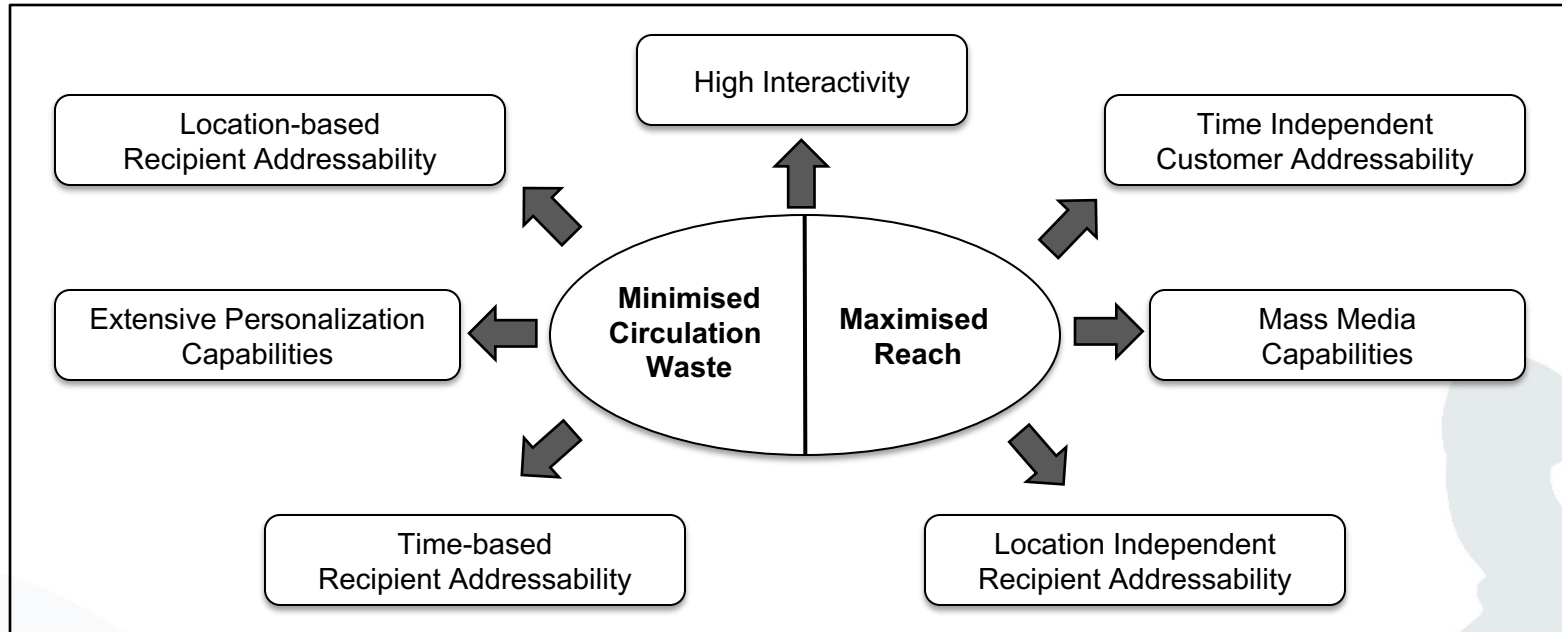 High Interactivity
Location-based
Recipient Addressability
Time Independent
Customer Addressability
Extensive Personalization
Capabilities
Minimised
Circulation
Waste
Maximised
Reach
Mass Media
Capabilities
Time-based
Recipient Addressability
Location Independent
Recipient Addressability